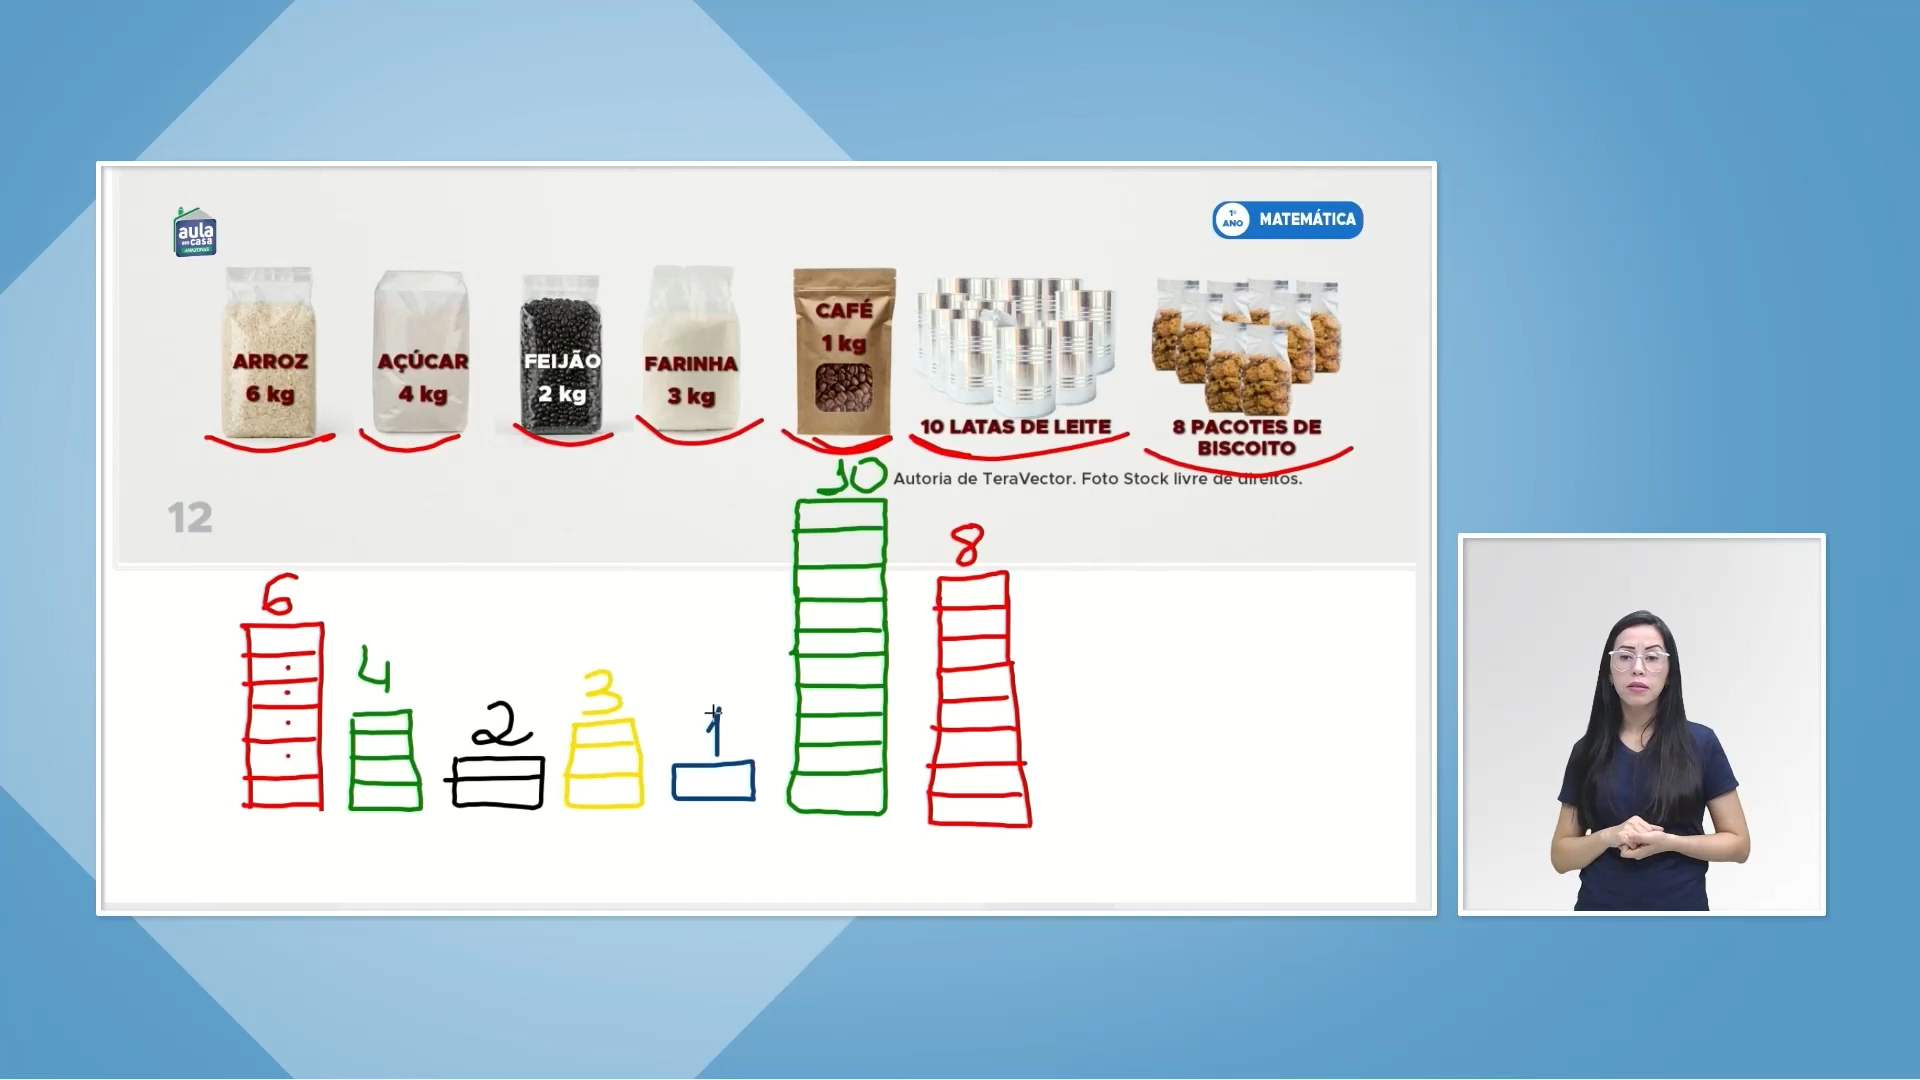 aula
em casa
AMAZONAS
1º
ANO
MATEMÁTICA
ARROZ
6 kg
AÇÚCAR
4 kg
FEIJÃO
2 kg
FARINHA
3 kg
CAFÉ
1 kg
10 LATAS DE LEITE
8 PACOTES DE
BISCOITO
Autoria de TeraVector. Foto Stock livre de direitos.
12
6
4
2
3
1
10
8